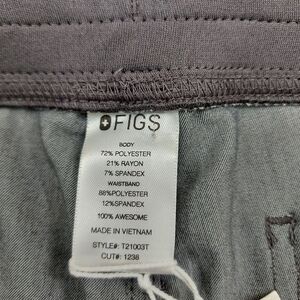 FIGS
BODY
72% POLYESTER
21% RAYON
7% SPANDEX
WAISTBAND
88%POLYESTER
12%SPANDEX
100% AWESOME
MADE IN VIETNAM
STYLE#: T21003T
CUT#: 1238